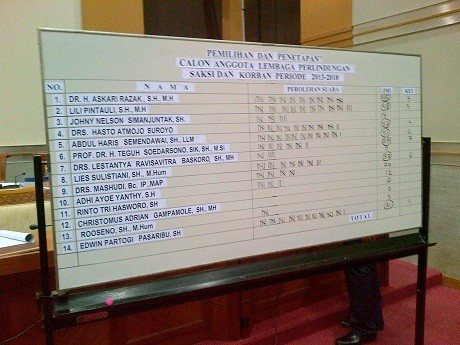 PEMILIHAN DAN PENETAPAN
CALON ANGGOTA LEMBAGA PERLINDUNGAN
SAKSI DAN KORBAN PERIODE 2013-2018
NO. N A M A PEROLEHAN SUARA JML KET
1. DR. H. ASKARI RAZAK, S.H., M.H
2. LILI PINTAULI, S.H., M.H
3. JOHNY NELSON SIMANJUNTAK, SH.
4. DRS. HASTO ATMOJO SUROYO
5. ABDUL HARIS SEMENDAWAI, SH., LLM
6. PROF. DR. H. TEGUH SOEDARSONO, SIK, SH., M.Si
7. DRS. LESTANTYA RAVISAVITRA BASKORO, SH., MH
8. LIES SULISTIANI, SH., M.Hum
9. DRS. MASHUDI, Bc. IP.,MAP
10. ADHI AYOE YANTHY, S.H
11. RINTO TRI HASWORO, SH
12. CHRISTOMUS ADRIAN GAMPAMOLE, SH., MH
13. ROOSENO, SH., M.Hum
14. EDWIN PARTOGI PASARIBU, SH
T O T A L